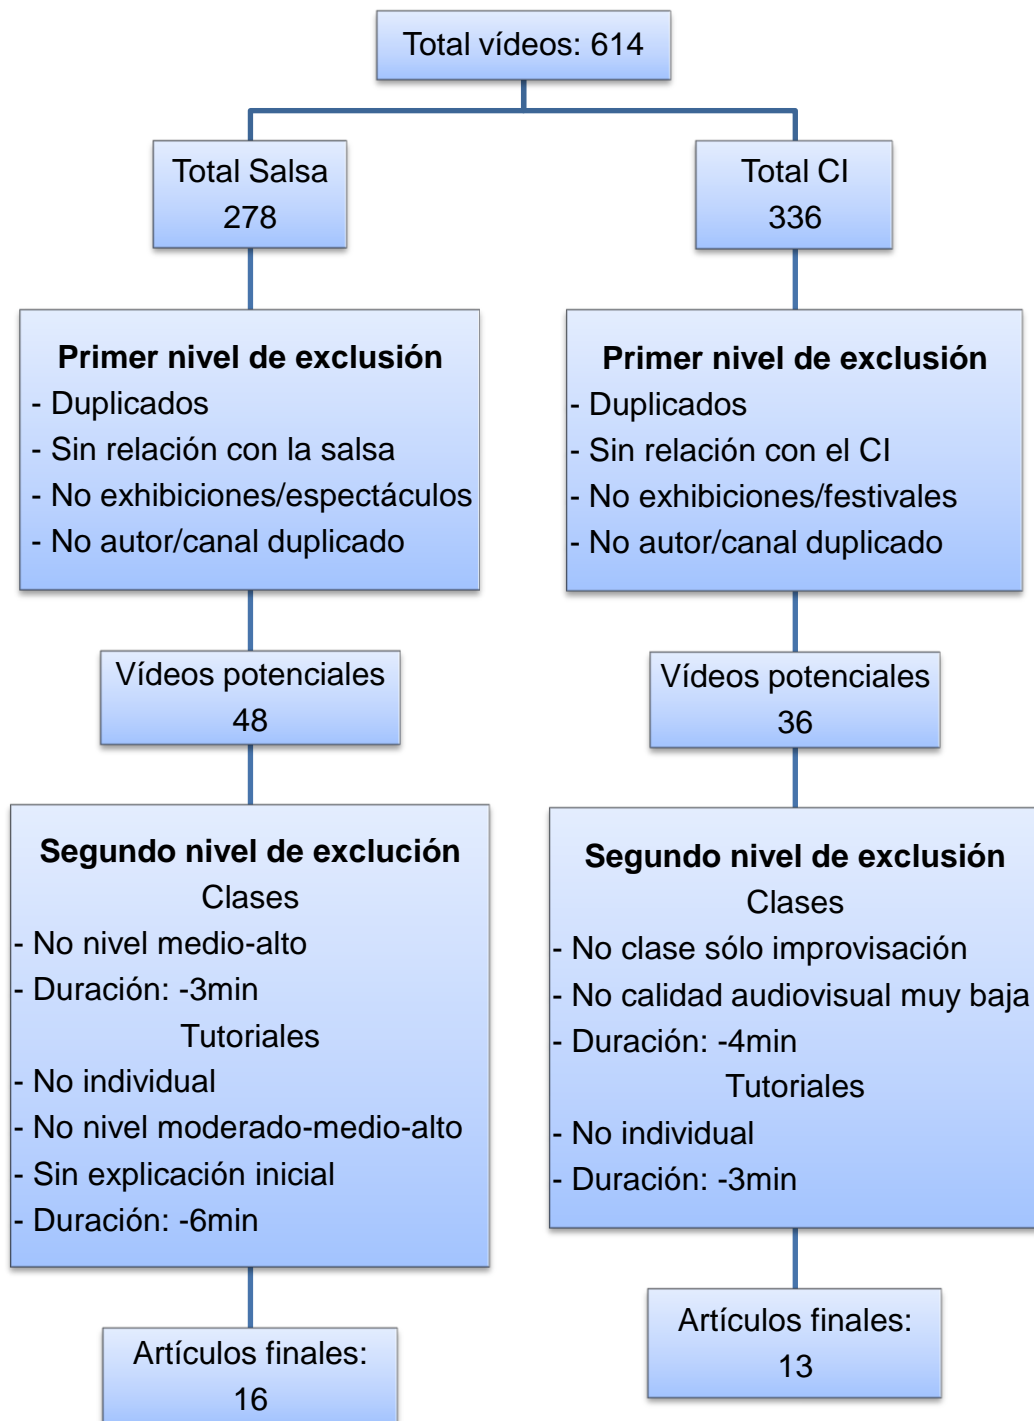 Total vídeos: 614
Total Salsa
278
Total CI
336
Primer nivel de exclusión
- Duplicados
- Sin relación con la salsa
- No exhibiciones/espectáculos
- No autor/canal duplicado
Primer nivel de exclusión
- Duplicados
- Sin relación con el CI
- No exhibiciones/festivales
- No autor/canal duplicado
Vídeos potenciales
48
Vídeos potenciales
36
Segundo nivel de exclución
Clases
- No nivel medio-alto
- Duración: -3min
Tutoriales
- No individual
- No nivel moderado-medio-alto
- Sin explicación inicial
- Duración: -6min
Segundo nivel de exclusión
Clases
- No clase sólo improvisación
- No calidad audiovisual muy baja
- Duración: -4min
Tutoriales
- No individual
- Duración: -3min
Artículos finales:
16
Artículos finales:
13